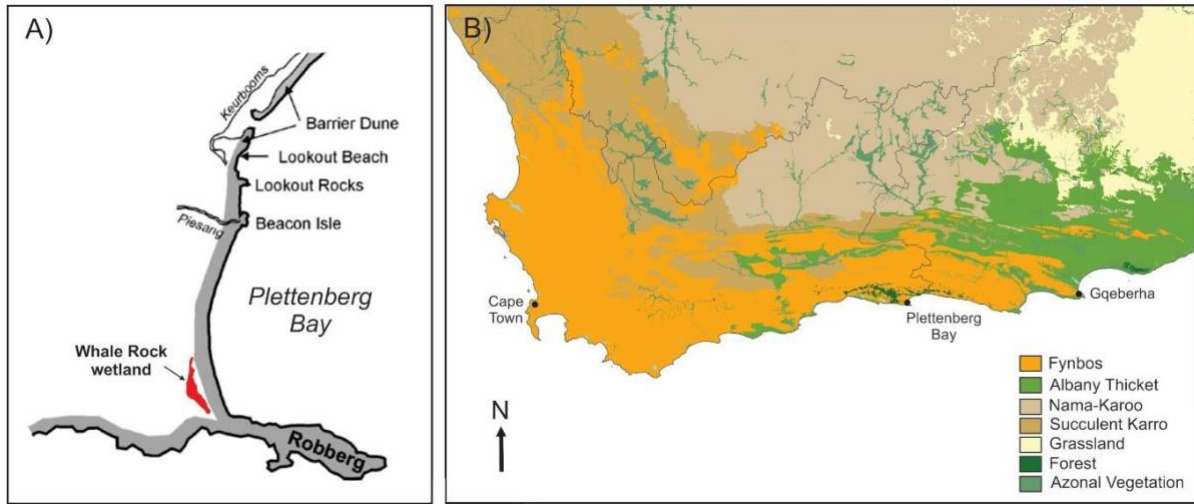 A)
Keurbooms
Barrier Dune
Lookout Beach
Lookout Rocks
Piesang
Beacon Isle
Plettenberg
Bay
Whale Rock
wetland
Robberg
B)
Cape
Town
Plettenberg
Bay
Gqeberha
N
Fynbos
Albany Thicket
Nama-Karoo
Succulent Karro
Grassland
Forest
Azonal Vegetation